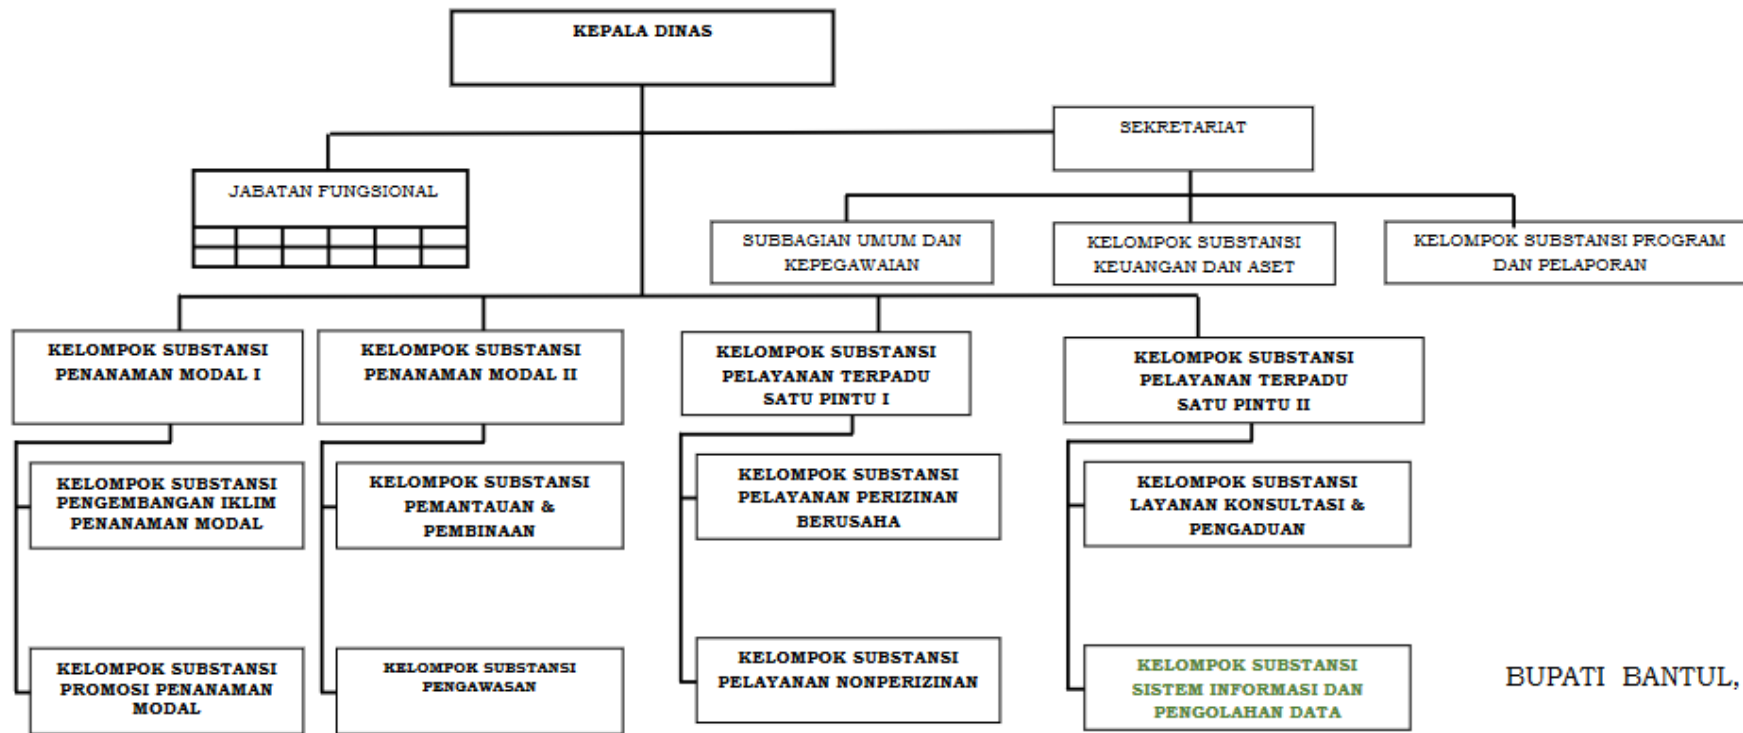 KEPALA DINAS
SEKRETARIAT
JABATAN FUNGSIONAL
SUBBAGIAN UMUM DAN
KEPEGAWAIAN
KELOMPOK SUBSTANSI
KEUANGAN DAN ASET
KELOMPOK SUBSTANSI PROGRAM
DAN PELAPORAN
KELOMPOK SUBSTANSI
PENANAMAN MODAL I
KELOMPOK SUBSTANSI
PENANAMAN MODAL II
KELOMPOK SUBSTANSI
PELAYANAN TERPADU
SATU PINTU I
KELOMPOK SUBSTANSI
PELAYANAN TERPADU
SATU PINTU II
KELOMPOK SUBSTANSI
PENGEMBANGAN IKLIM
PENANAMAN MODAL
KELOMPOK SUBSTANSI
PEMANTAUAN &
PEMBINAAN
KELOMPOK SUBSTANSI
PELAYANAN PERIZINAN
BERUSAHA
KELOMPOK SUBSTANSI
LAYANAN KONSULTASI &
PENGADUAN
KELOMPOK SUBSTANSI
PROMOSI PENANAMAN
MODAL
KELOMPOK SUBSTANSI
PENGAWASAN
KELOMPOK SUBSTANSI
PELAYANAN NONPERIZINAN
KELOMPOK SUBSTANSI
SISTEM INFORMASI DAN
PENGOLAHAN DATA
BUPATI BANTUL,